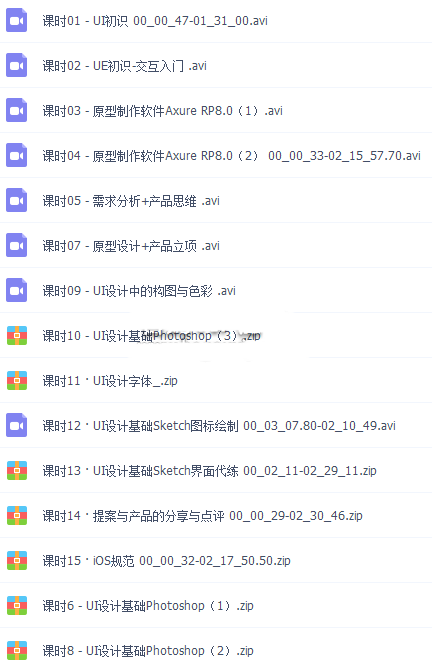 课时01 - UI初识 00_00_47-01_31_00.avi
课时02 - UE初识-交互入门 .avi
课时03 - 原型制作软件Axure RP8.0（1）.avi
课时04 - 原型制作软件Axure RP8.0（2） 00_00_33-02_15_57.70.avi
课时05 - 需求分析+产品思维 .avi
课时07 - 原型设计+产品立项 .avi
课时09 - UI设计中的构图与色彩 .avi
课时10 - UI设计基础Photoshop（3）.zip
课时11 · UI设计字体_.zip
课时12 · UI设计基础Sketch图标绘制 00_03_07.80-02_10_49.avi
课时13 · UI设计基础Sketch界面代练 00_02_11-02_29_11.zip
课时14 · 提案与产品的分享与点评 00_00_29-02_30_46.zip
课时15 · iOS规范 00_00_32-02_17_50.50.zip
课时6 - UI设计基础Photoshop（1）.zip
课时8 - UI设计基础Photoshop（2）.zip